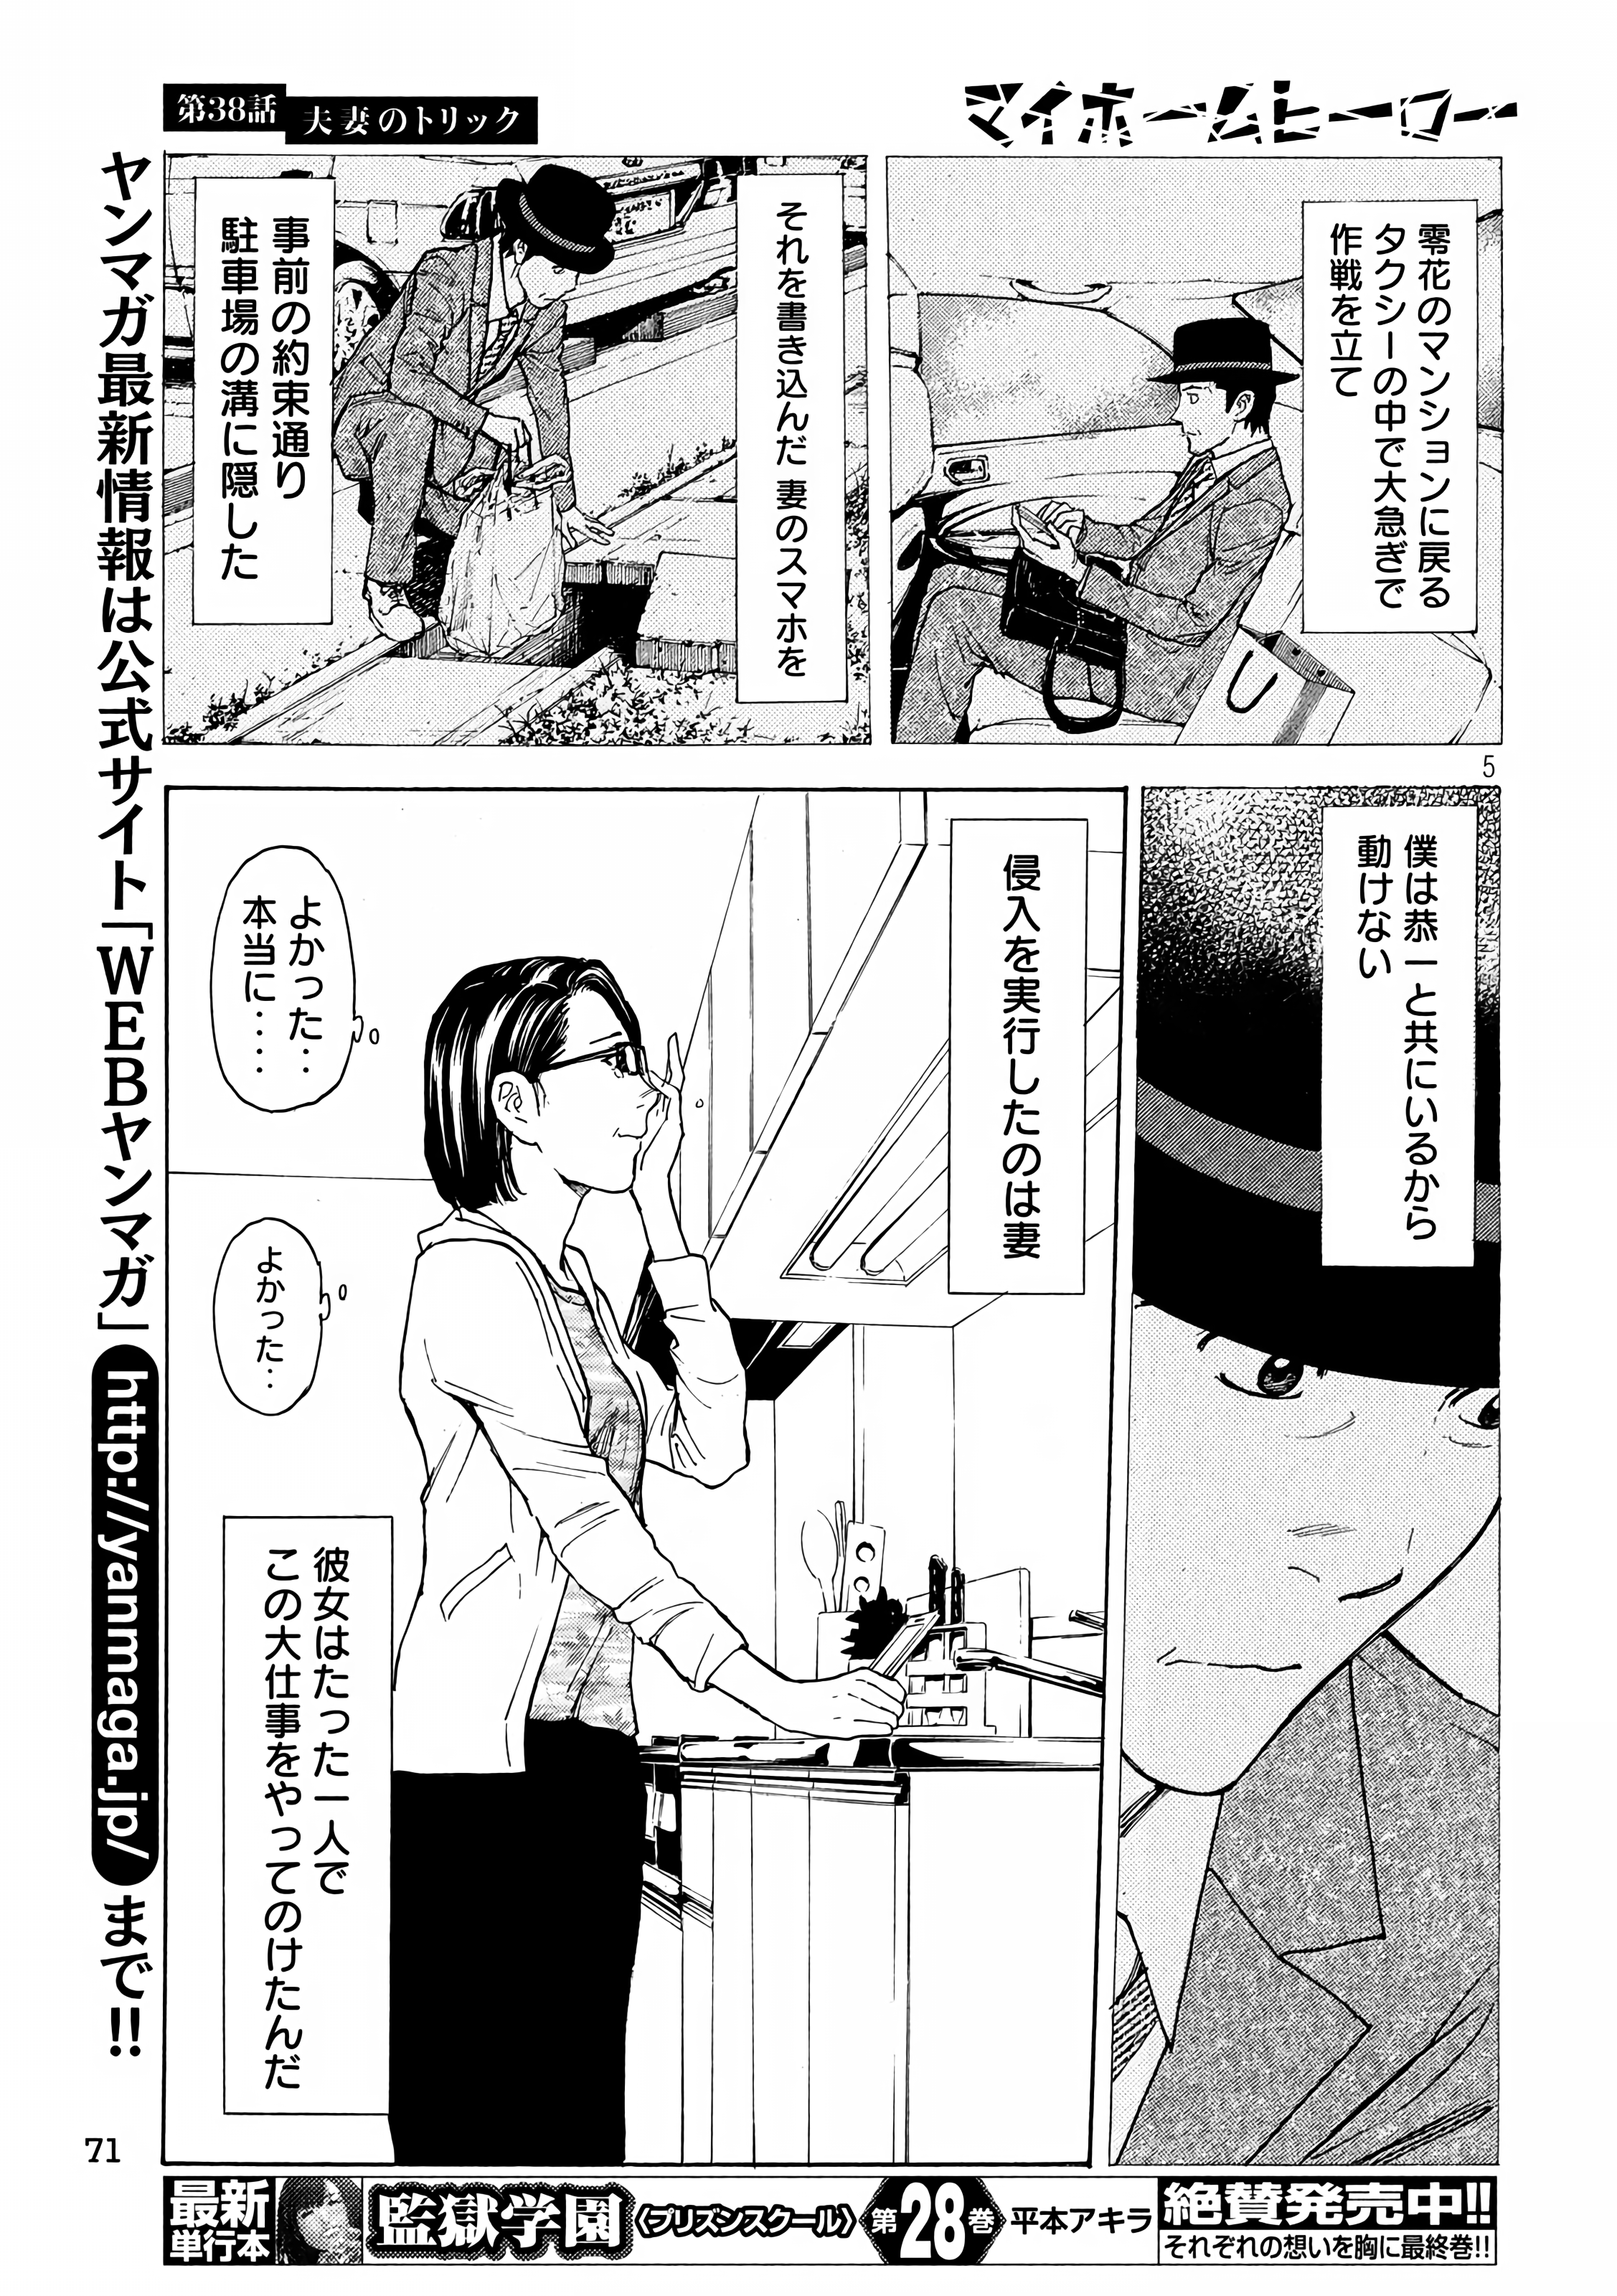 マイホームヒーロー
第38話
夫妻のトリック
零花のマンションに戻る
タクシーの中で大急ぎで
作戦を立て
それを書き込んだ 妻のスマホを
事前の約束通り
駐車場の溝に隠した
5
僕は恭一と共にいるから
動けない
侵入を実行したのは妻
よかった‥
本当に‥‥‥
よかった‥
彼女はたった一人で
この大仕事をやってのけたんだ
ヤンマガ最新情報は公式サイト「WEBヤンマガ」http://yanmaga.jp/まで!!
71
最新
単行本
監獄学園〈プリズンスクール〉第28巻 平本アキラ
絶賛発売中!!
それぞれの想いを胸に最終巻!!